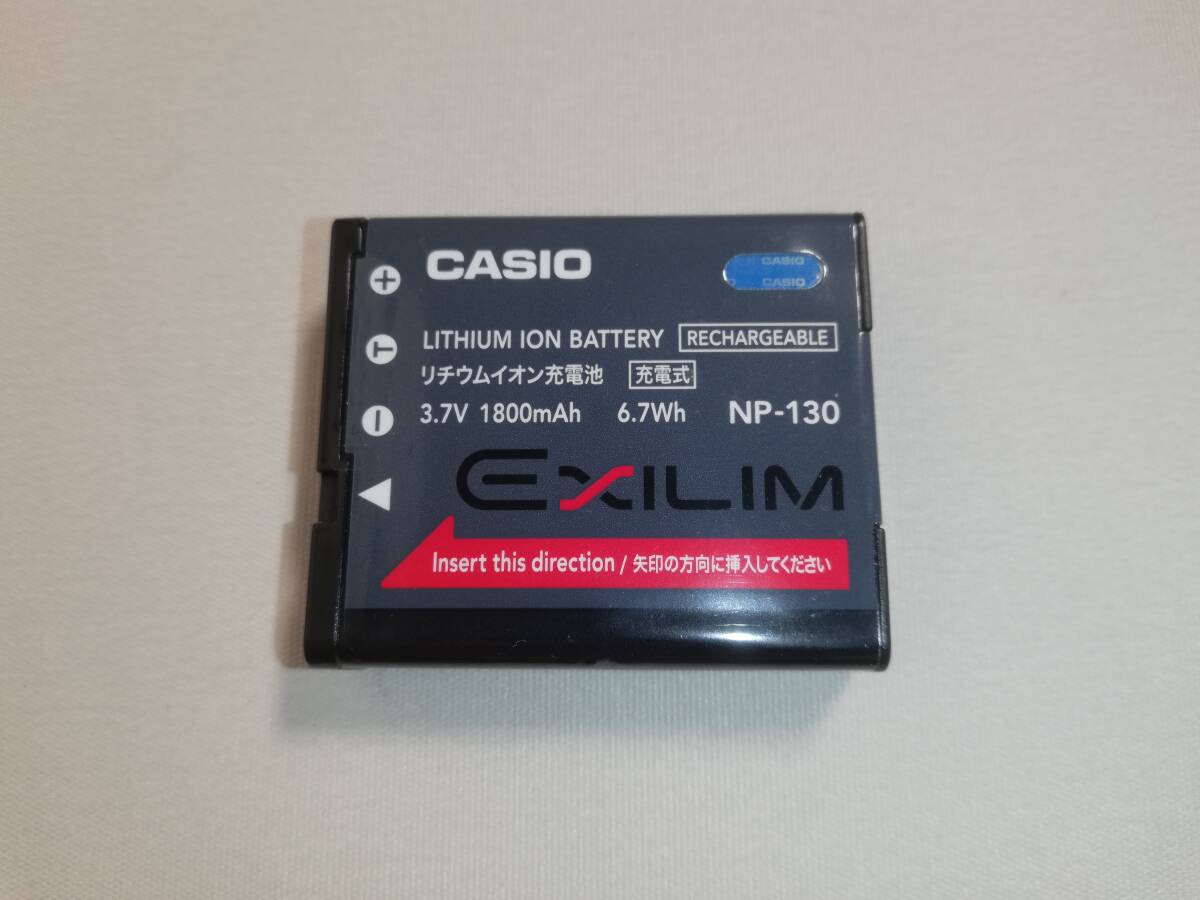 CASIO
CASIO
CASIO
LITHIUM ION BATTERY RECHARGEABLE
リチウムイオン充電池 充電式
3.7V 1800mAh 6.7Wh NP-130
+
T
−
EXILIM
Insert this direction / 矢印の方向に挿入してください